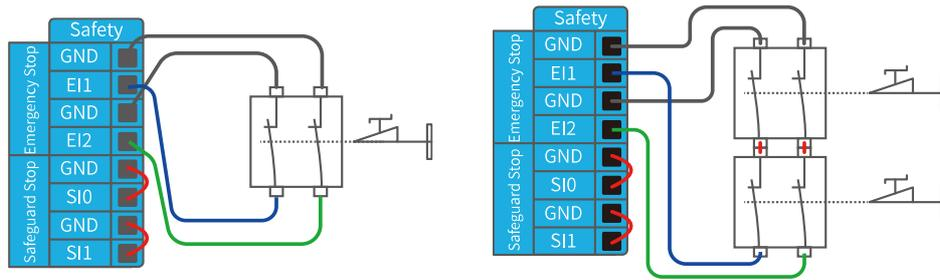 Safety
Emergency Stop
GND
EI1
GND
EI2
Safeguard Stop
GND
SI0
GND
SI1
Safety
Emergency Stop
GND
EI1
GND
EI2
Safeguard Stop
GND
SI0
GND
SI1